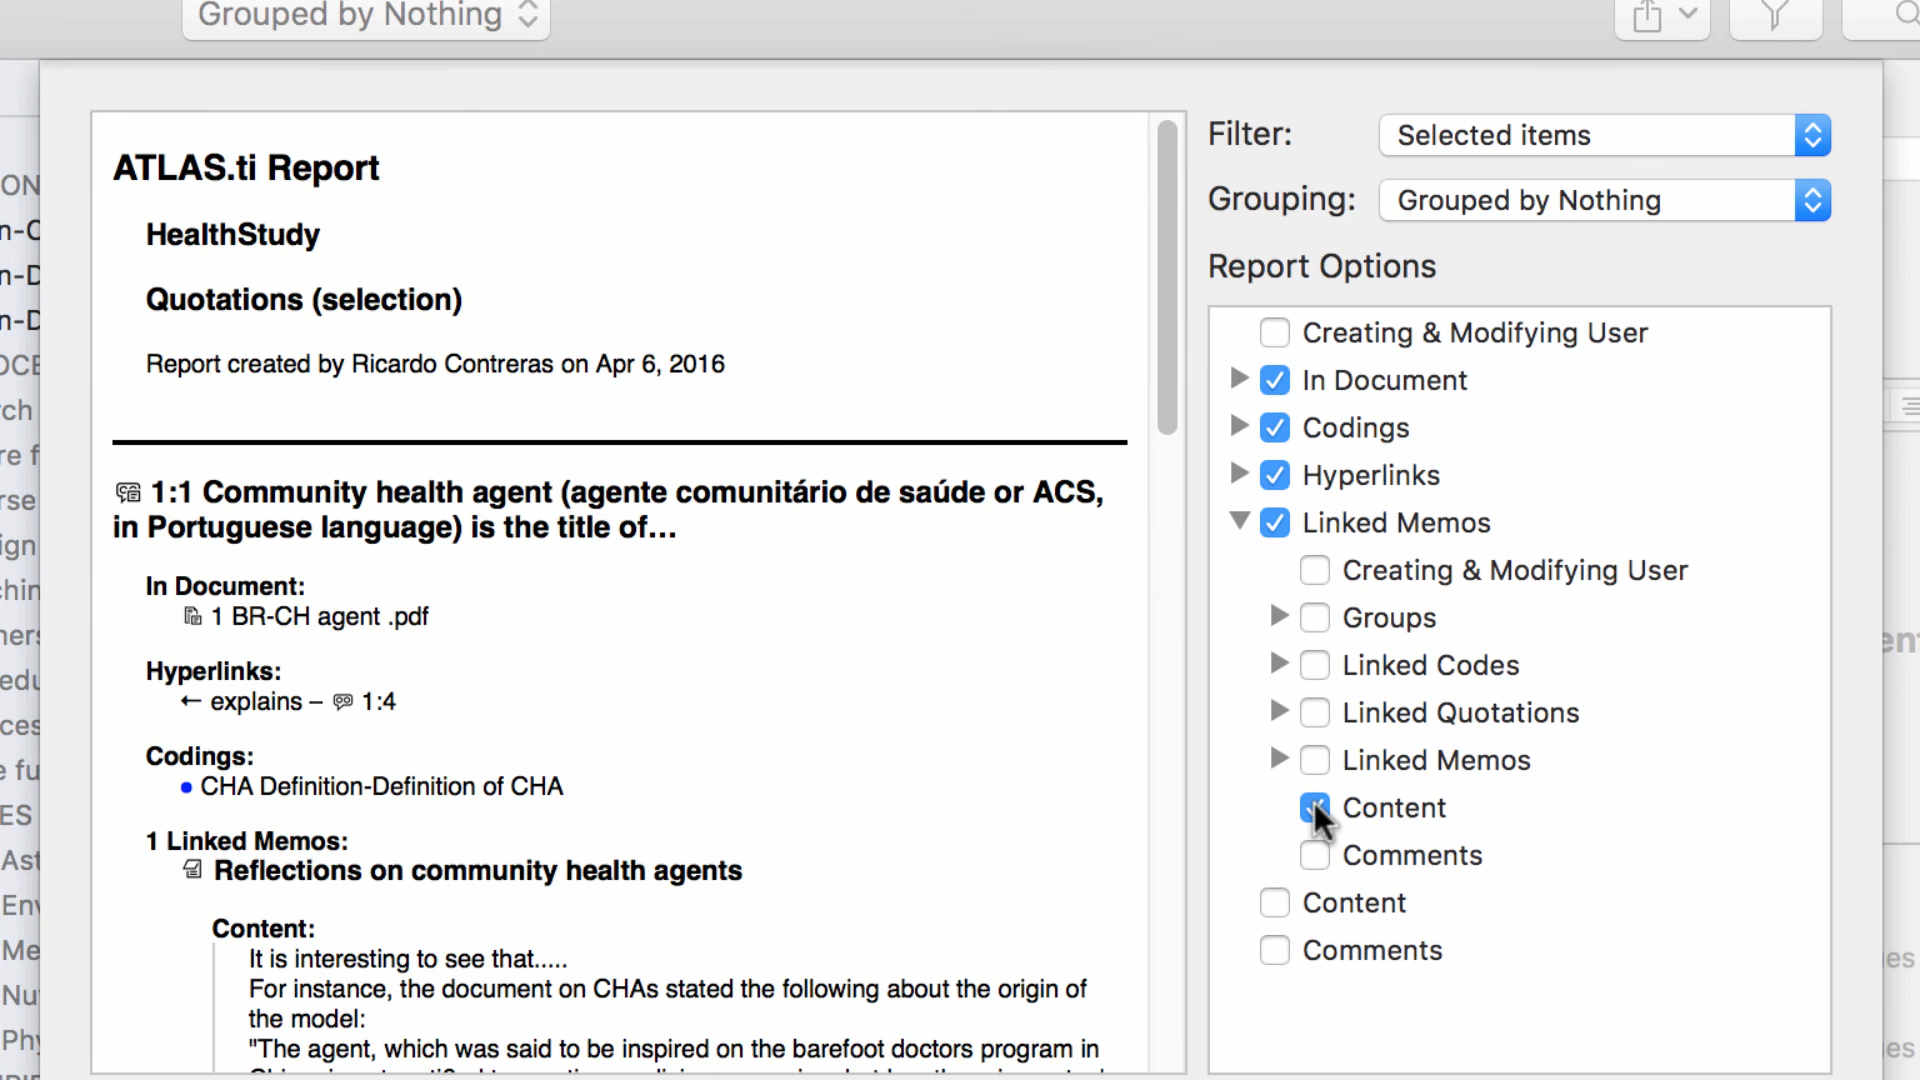 Grouped by Nothing
ATLAS.ti Report
HealthStudy
Quotations (selection)
Report created by Ricardo Contreras on Apr 6, 2016
1:1 Community health agent (agente comunitário de saúde or ACS,
in Portuguese language) is the title of...
In Document:
1 BR-CH agent .pdf
Hyperlinks:
← explains – 1:4
Codings:
• CHA Definition-Definition of CHA
1 Linked Memos:
Reflections on community health agents
Content:
It is interesting to see that.....
For instance, the document on CHAs stated the following about the origin of
the model:
"The agent, which was said to be inspired on the barefoot doctors program in
Filter: Selected items
Grouping: Grouped by Nothing
Report Options
Creating & Modifying User
In Document
Codings
Hyperlinks
Linked Memos
Creating & Modifying User
Groups
Linked Codes
Linked Quotations
Linked Memos
Content
Comments
Content
Comments